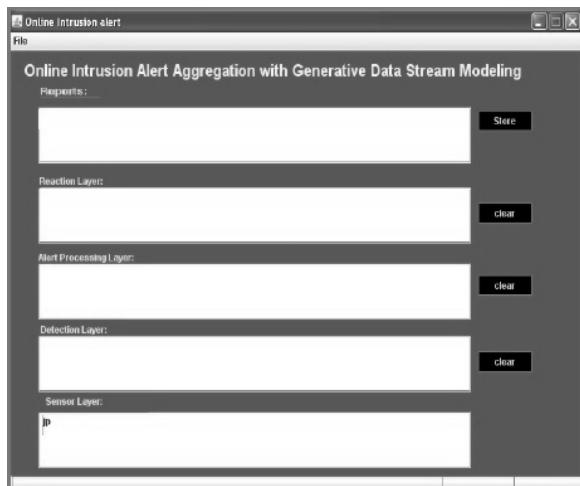 Online Intrusion alert
File
Online Intrusion Alert Aggregation with Generative Data Stream Modeling
Reports:
Store
Reaction Layer:
clear
Alert Processing Layer:
clear
Detection Layer:
clear
Sensor Layer:
jp